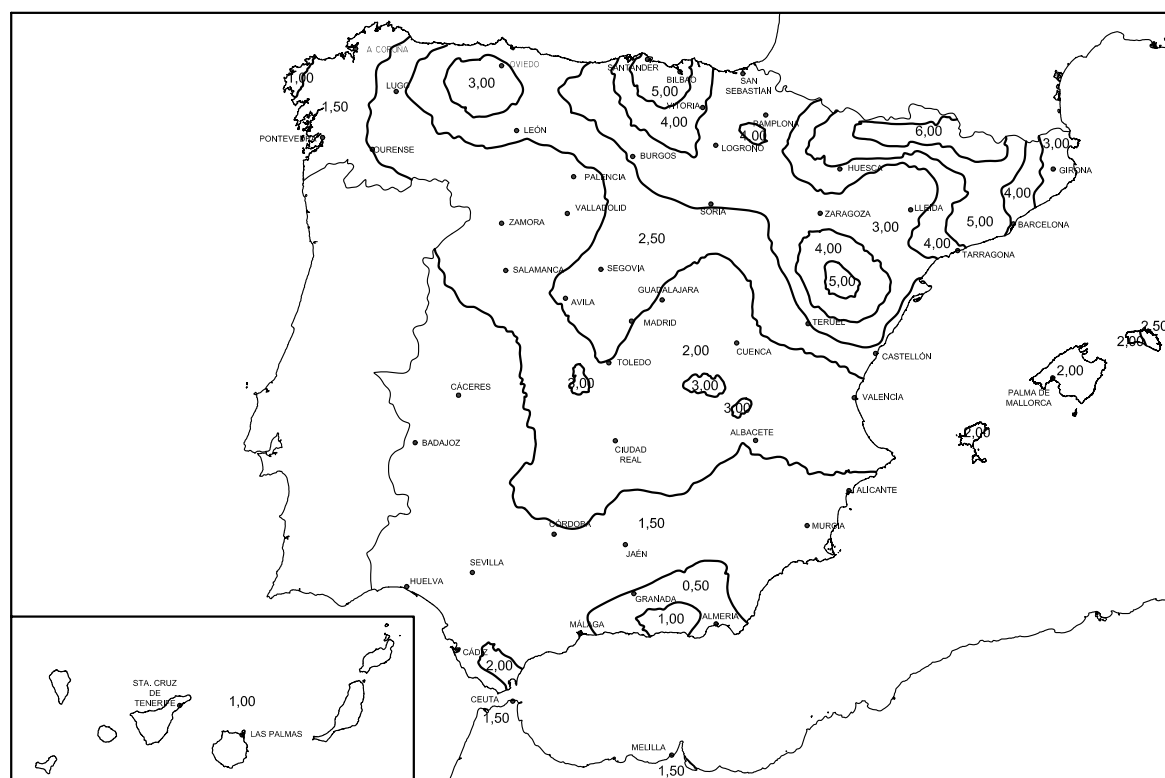 A CORUÑA
OVIEDO
SANTANDER
BILBAO
SAN
SEBASTIÁN
1,00
3,00
LUGO
5,00
1,50
VITORIA
4,00
PAMPLONA
6,00
PONTEVEDRA
LEÓN
4,00
LOGROÑO
3,00
OURENSE
BURGOS
HUESCA
GIRONA
PALENCIA
4,00
VALLADOLID
SORIA
ZARAGOZA
LLEIDA
ZAMORA
3,00
5,00
BARCELONA
2,50
4,00
4,00
TARRAGONA
SALAMANCA
SEGOVIA
5,00
GUADALAJARA
AVILA
MADRID
TERUEL
2,50
2,00
2,00
CUENCA
CASTELLÓN
TOLEDO
2,00
3,00
3,00
CÁCERES
PALMA DE
MALLORCA
VALENCIA
3,00
2,00
BADAJOZ
ALBACETE
CIUDAD
REAL
ALICANTE
1,50
CÓRDOBA
MURCIA
JAÉN
SEVILLA
HUELVA
0,50
GRANADA
1,00
ALMERIA
MÁLAGA
CÁDIZ
2,00
STA. CRUZ
DE
TENERIFE
1,00
CEUTA
1,50
LAS PALMAS
MELILLA
1,50